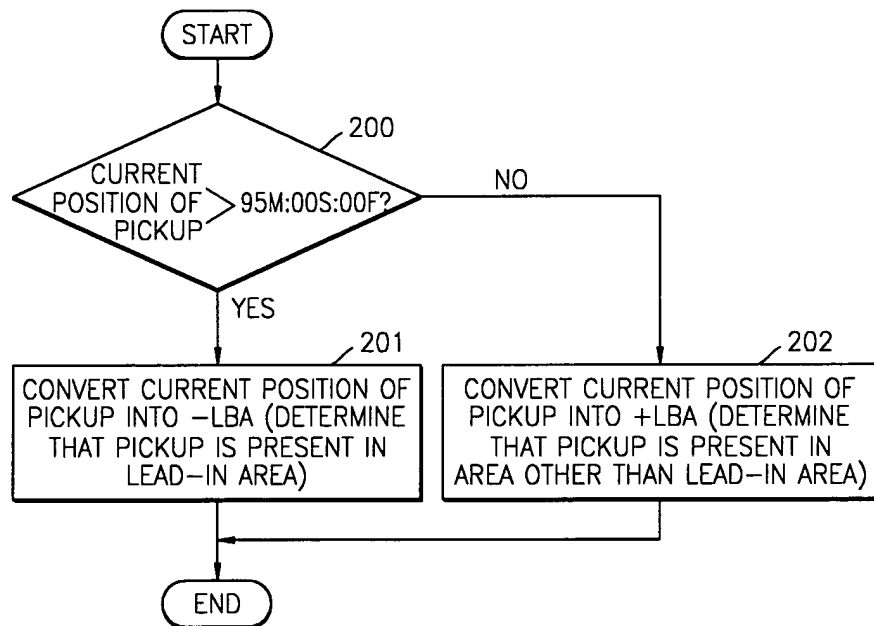 START
200
CURRENT
POSITION OF > 95M:00S:00F?
PICKUP
NO
YES
201
CONVERT CURRENT POSITION OF
PICKUP INTO –LBA (DETERMINE
THAT PICKUP IS PRESENT IN
LEAD–IN AREA)
202
CONVERT CURRENT POSITION OF
PICKUP INTO +LBA (DETERMINE
THAT PICKUP IS PRESENT IN
AREA OTHER THAN LEAD–IN AREA)
END